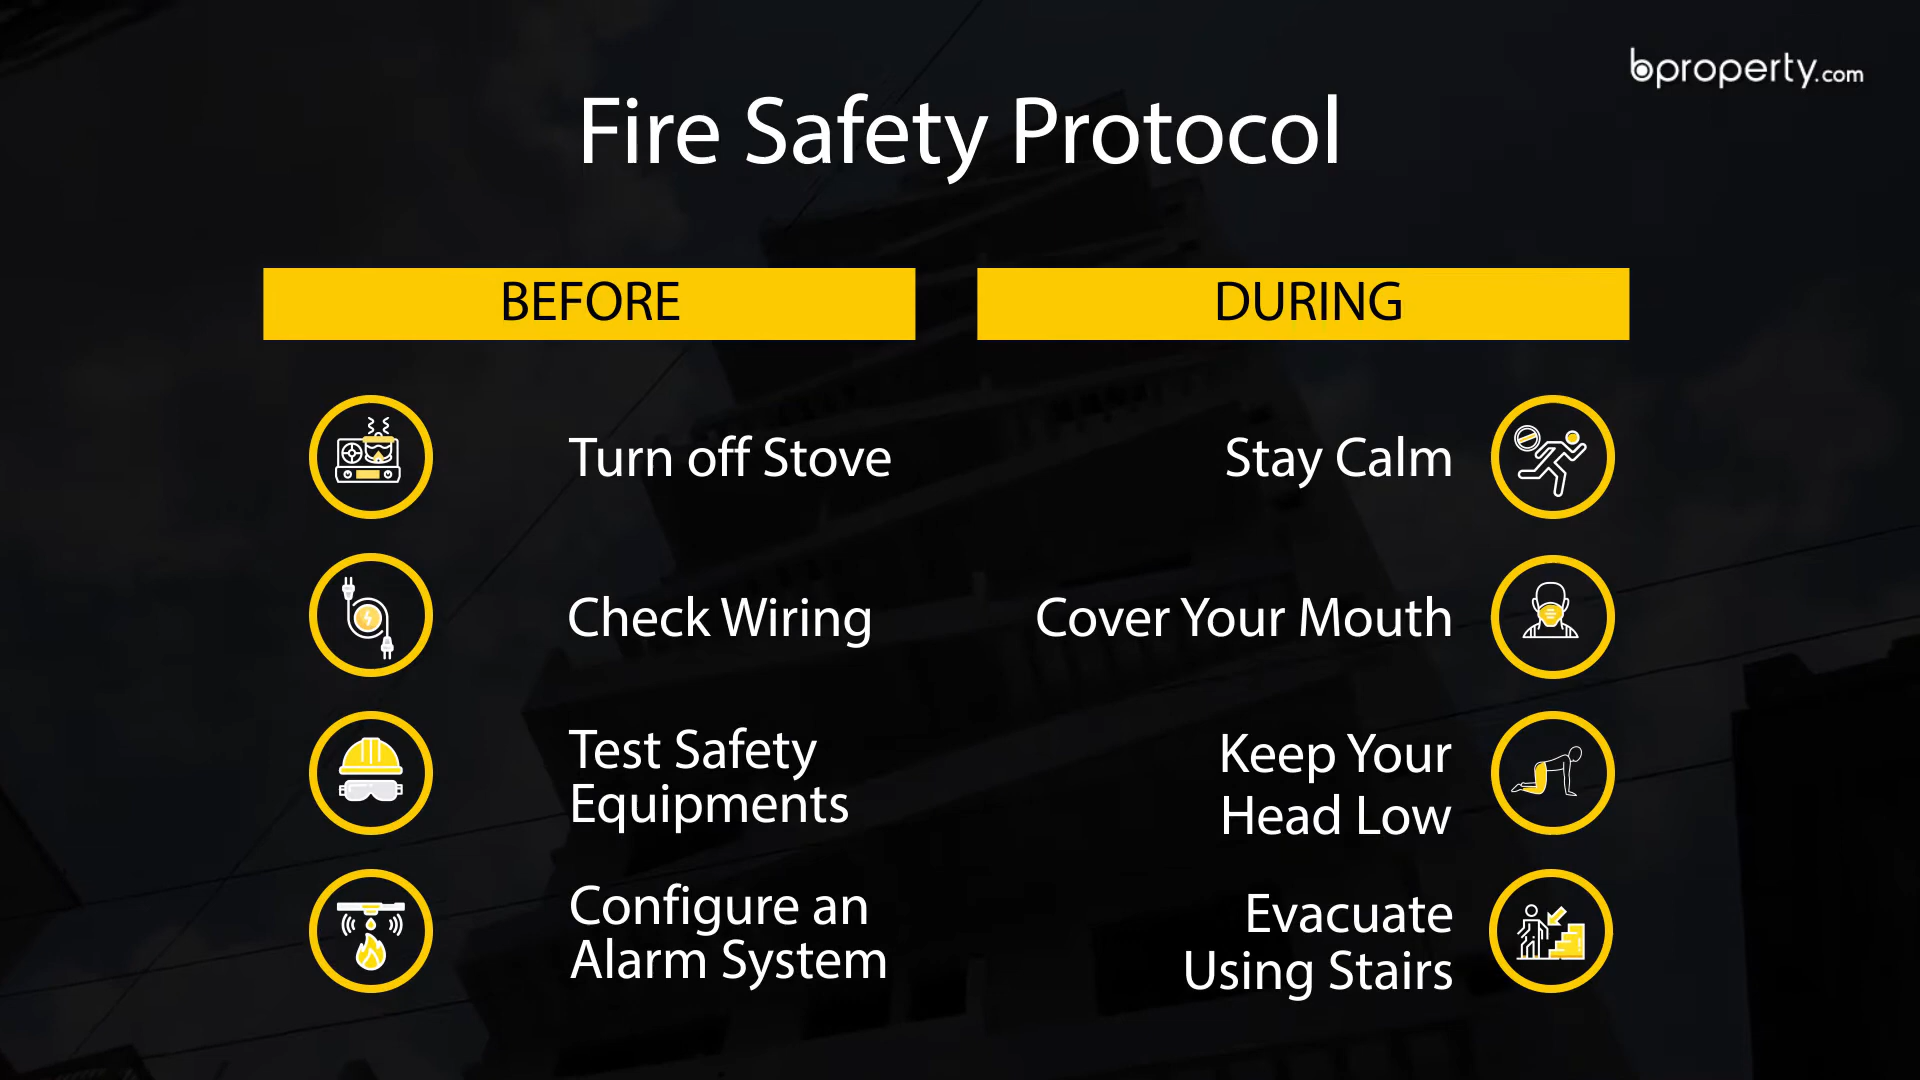 bproperty.com
Fire Safety Protocol
BEFORE
Turn off Stove
Check Wiring
Test Safety
Equipments
Configure an
Alarm System
DURING
Stay Calm
Cover Your Mouth
Keep Your
Head Low
Evacuate
Using Stairs